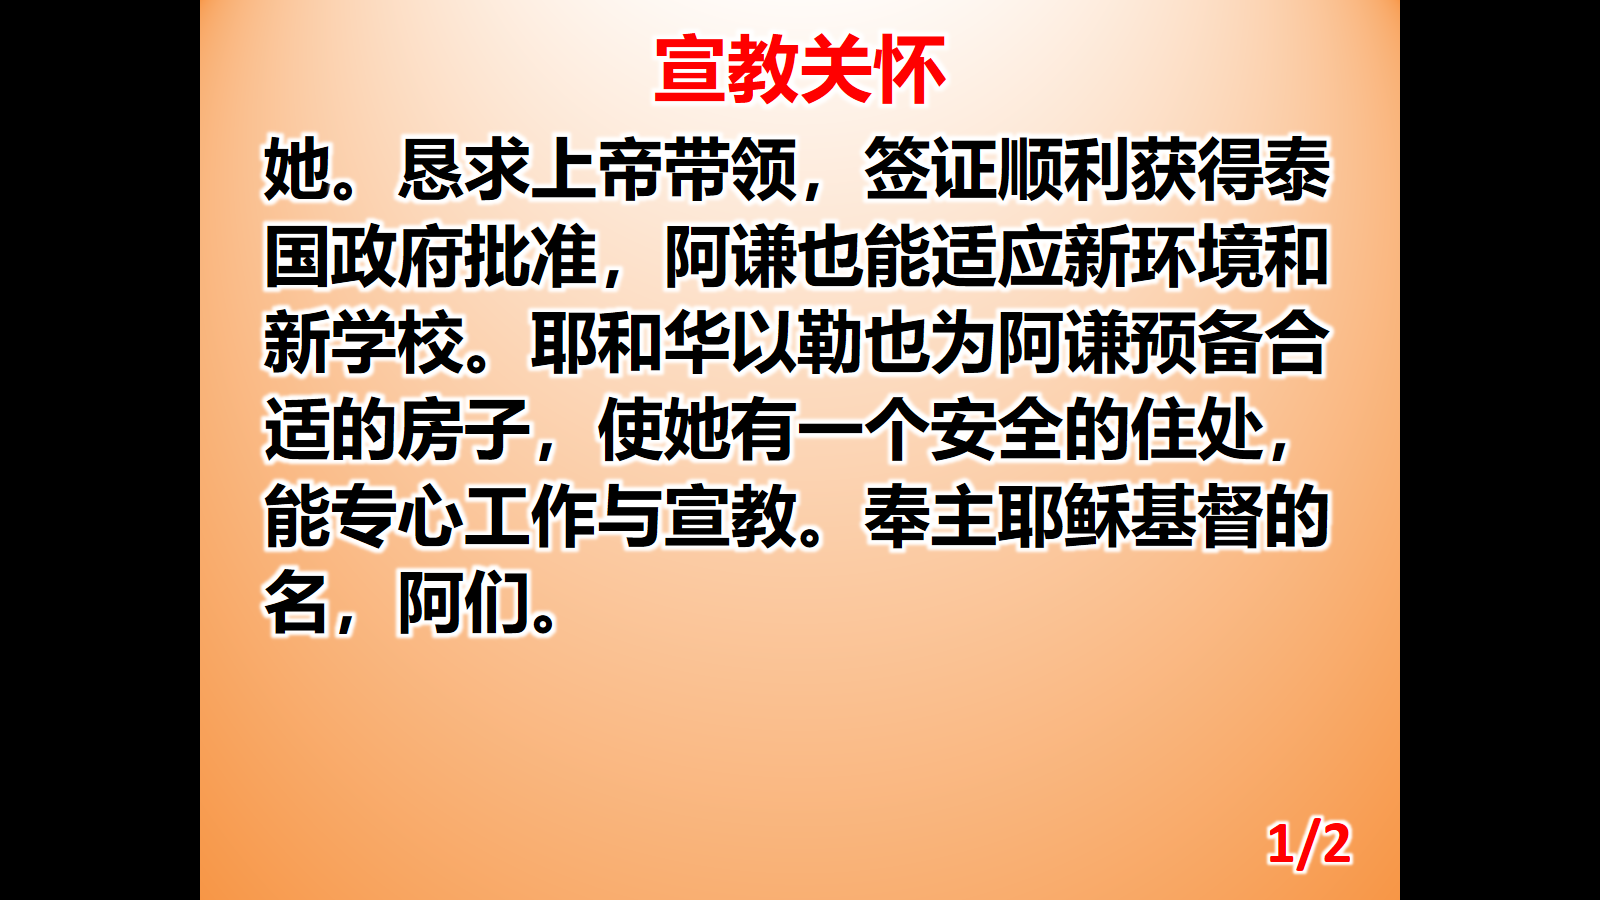 宣教关怀
她。恳求上帝带领，签证顺利获得泰
国政府批准，阿谦也能适应新环境和
新学校。耶和华以勒也为阿谦预备合
适的房子，使她有一个安全的住处，
能专心工作与宣教。奉主耶稣基督的
名，阿们。
1/2